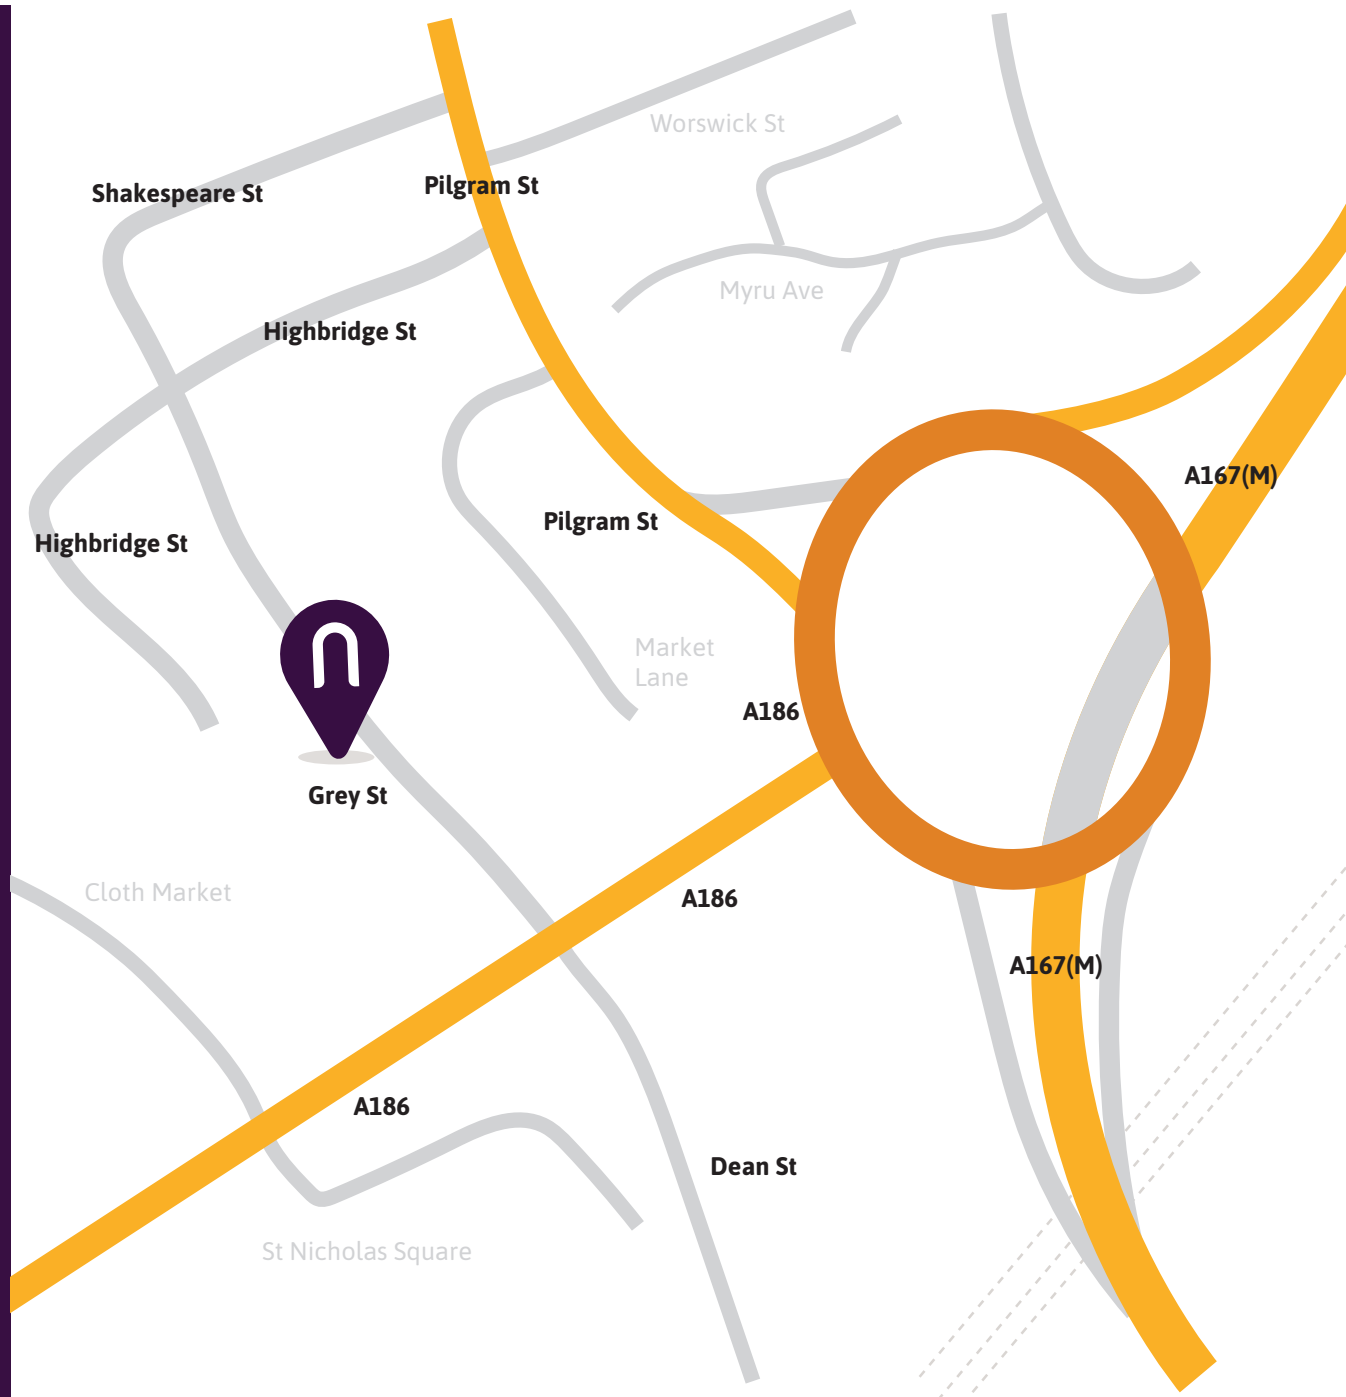 Worswick St
Shakespeare St
Pilgram St
Myru Ave
Highbridge St
A167(M)
Pilgram St
Highbridge St
Market
Lane
A186
Grey St
Cloth Market
A186
A167(M)
A186
Dean St
St Nicholas Square